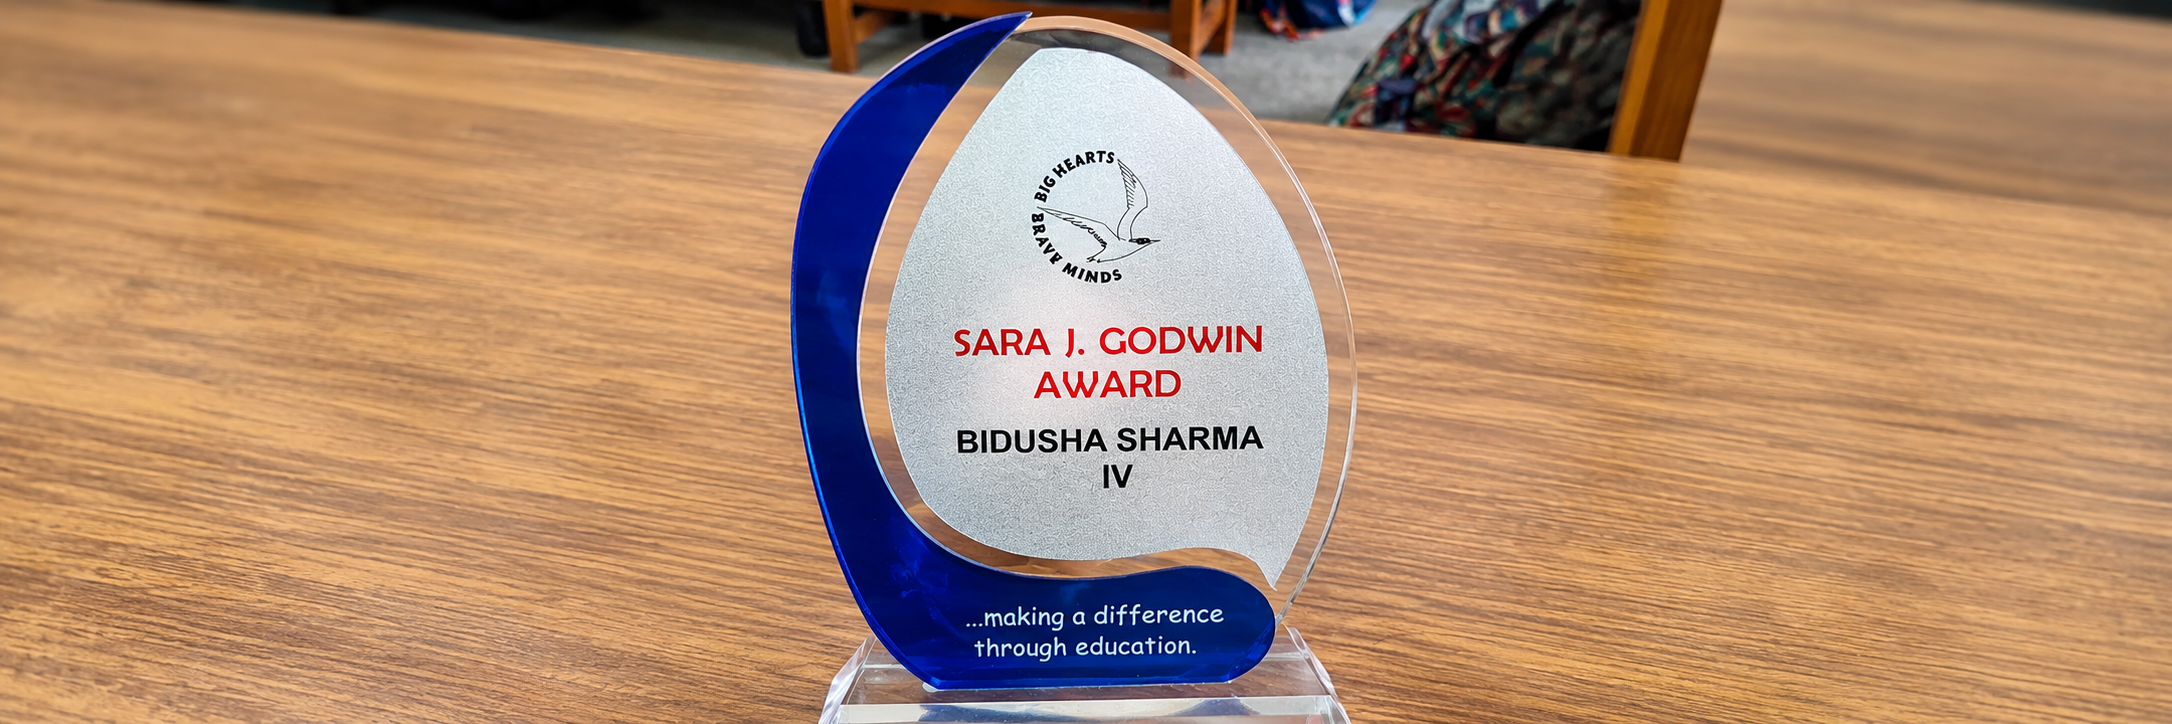 BIG HEARTS
BRAVE MINDS
SARA J. GODWIN
AWARD
BIDUSHA SHARMA
IV
...making a difference
through education.